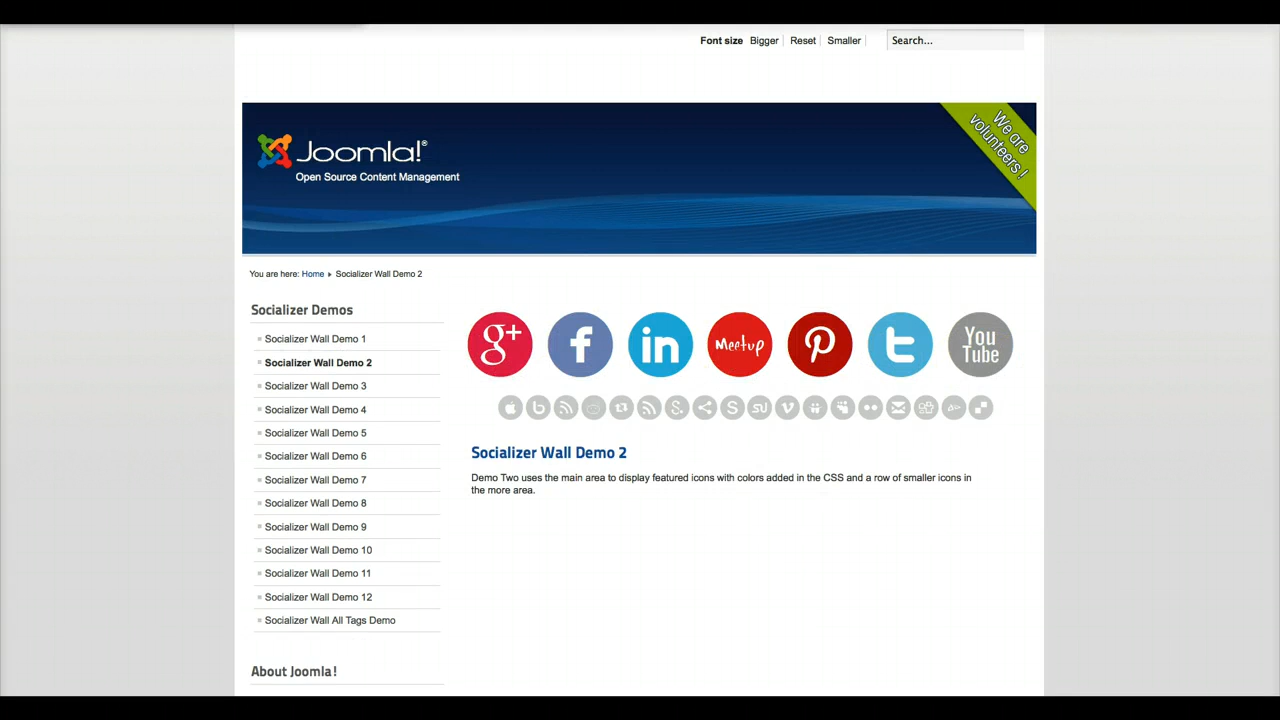 Font size Bigger Reset Smaller Search...
We are
volunteers!
Joomla!®
Open Source Content Management
You are here: Home Socializer Wall Demo 2
Socializer Demos
Socializer Wall Demo 1
Socializer Wall Demo 2
Socializer Wall Demo 3
Socializer Wall Demo 4
Socializer Wall Demo 5
Socializer Wall Demo 6
Socializer Wall Demo 7
Socializer Wall Demo 8
Socializer Wall Demo 9
Socializer Wall Demo 10
Socializer Wall Demo 11
Socializer Wall Demo 12
Socializer Wall All Tags Demo
About Joomla!
g+ f in Meetup P t You Tube
Socializer Wall Demo 2
Demo Two uses the main area to display featured icons with colors added in the CSS and a row of smaller icons in
the more area.